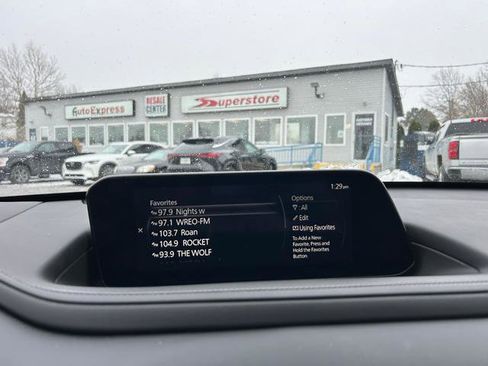 AutoExpress
RESALE
CENTER
Superstore
1:29pm
Favorites
97.9 Nights w
97.1 WREO-FM
103.7 Roan
104.9 ROCKET
93.9 THE WOLF
Options
: All
Edit
Using Favorites
To Add a New
Favorite, Press and
Hold the Favorites
Button